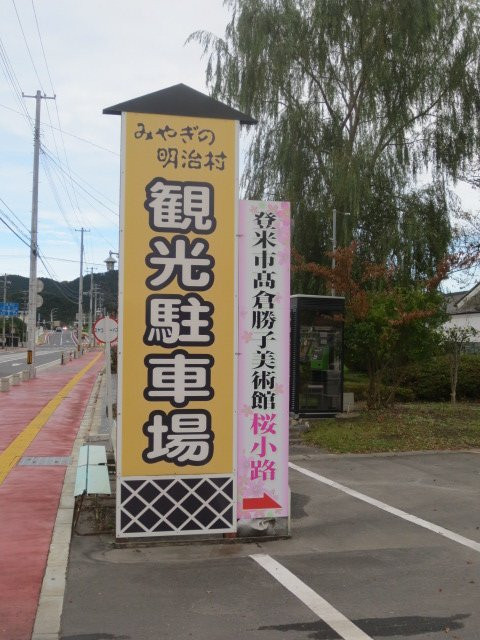 みやぎの
明治村
観光駐車場
登米市髙倉勝子美術館桜小路